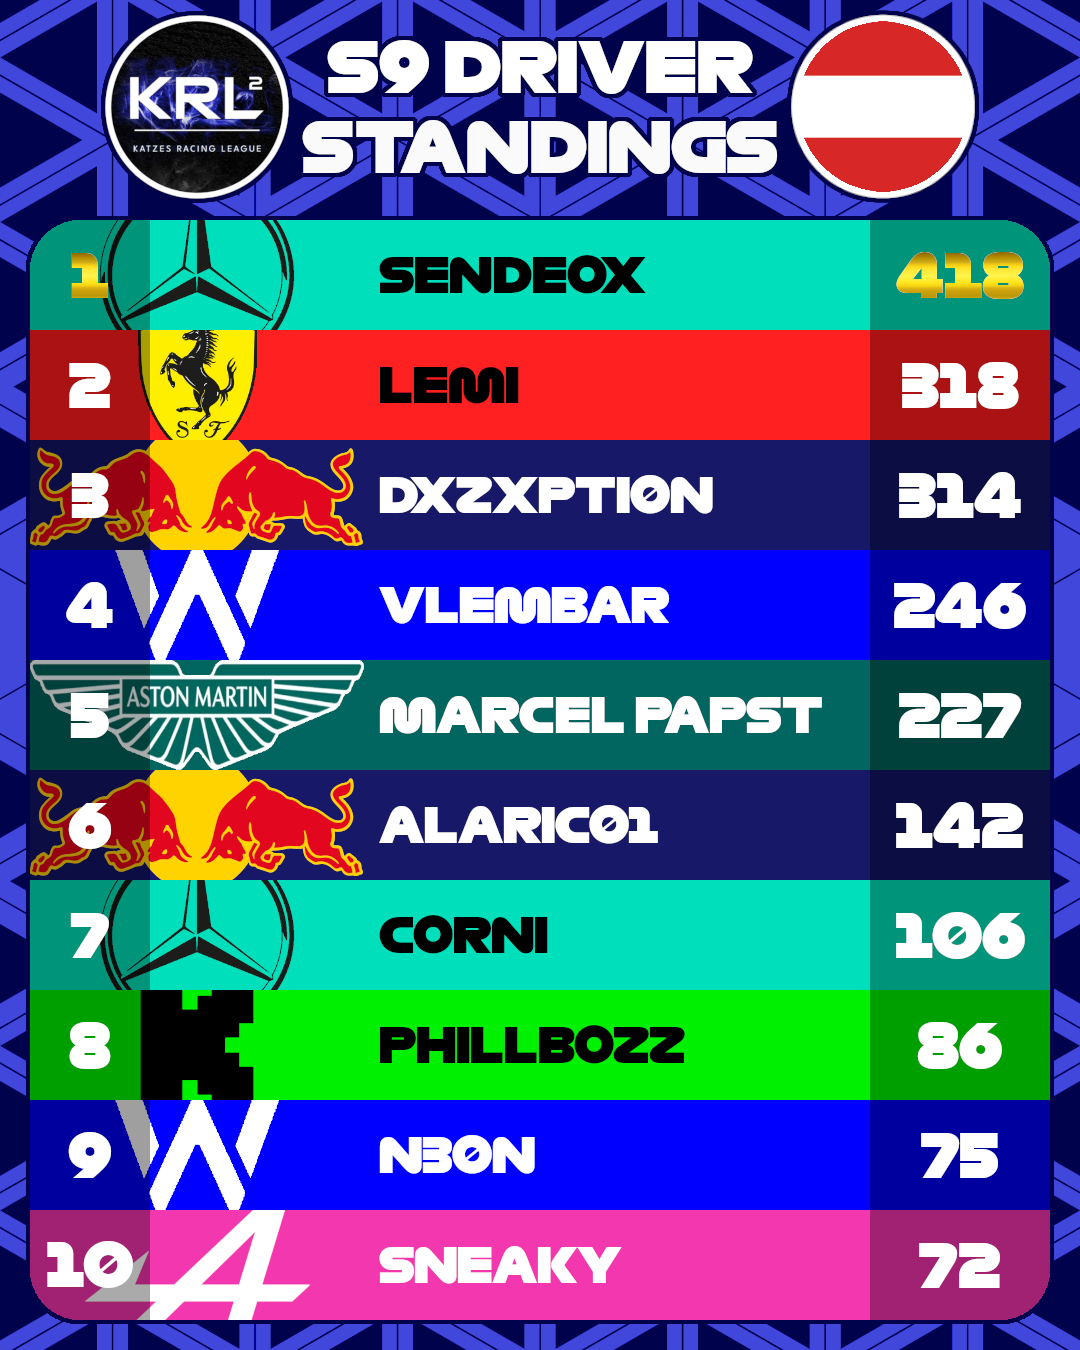 KRL²
KATZES RACING LEAGUE
S9 DRIVER
STANDINGS
1 SENDEOX 418
2 S F LEMI 318
3 DXZXPTI0N 314
4 VLEMBAR 246
5 ASTON MARTIN MARCEL PAPST 227
6 ALARIC01 142
7 CORNI 106
8 PHILLBOZZ 86
9 N30N 75
10 SNEAKY 72